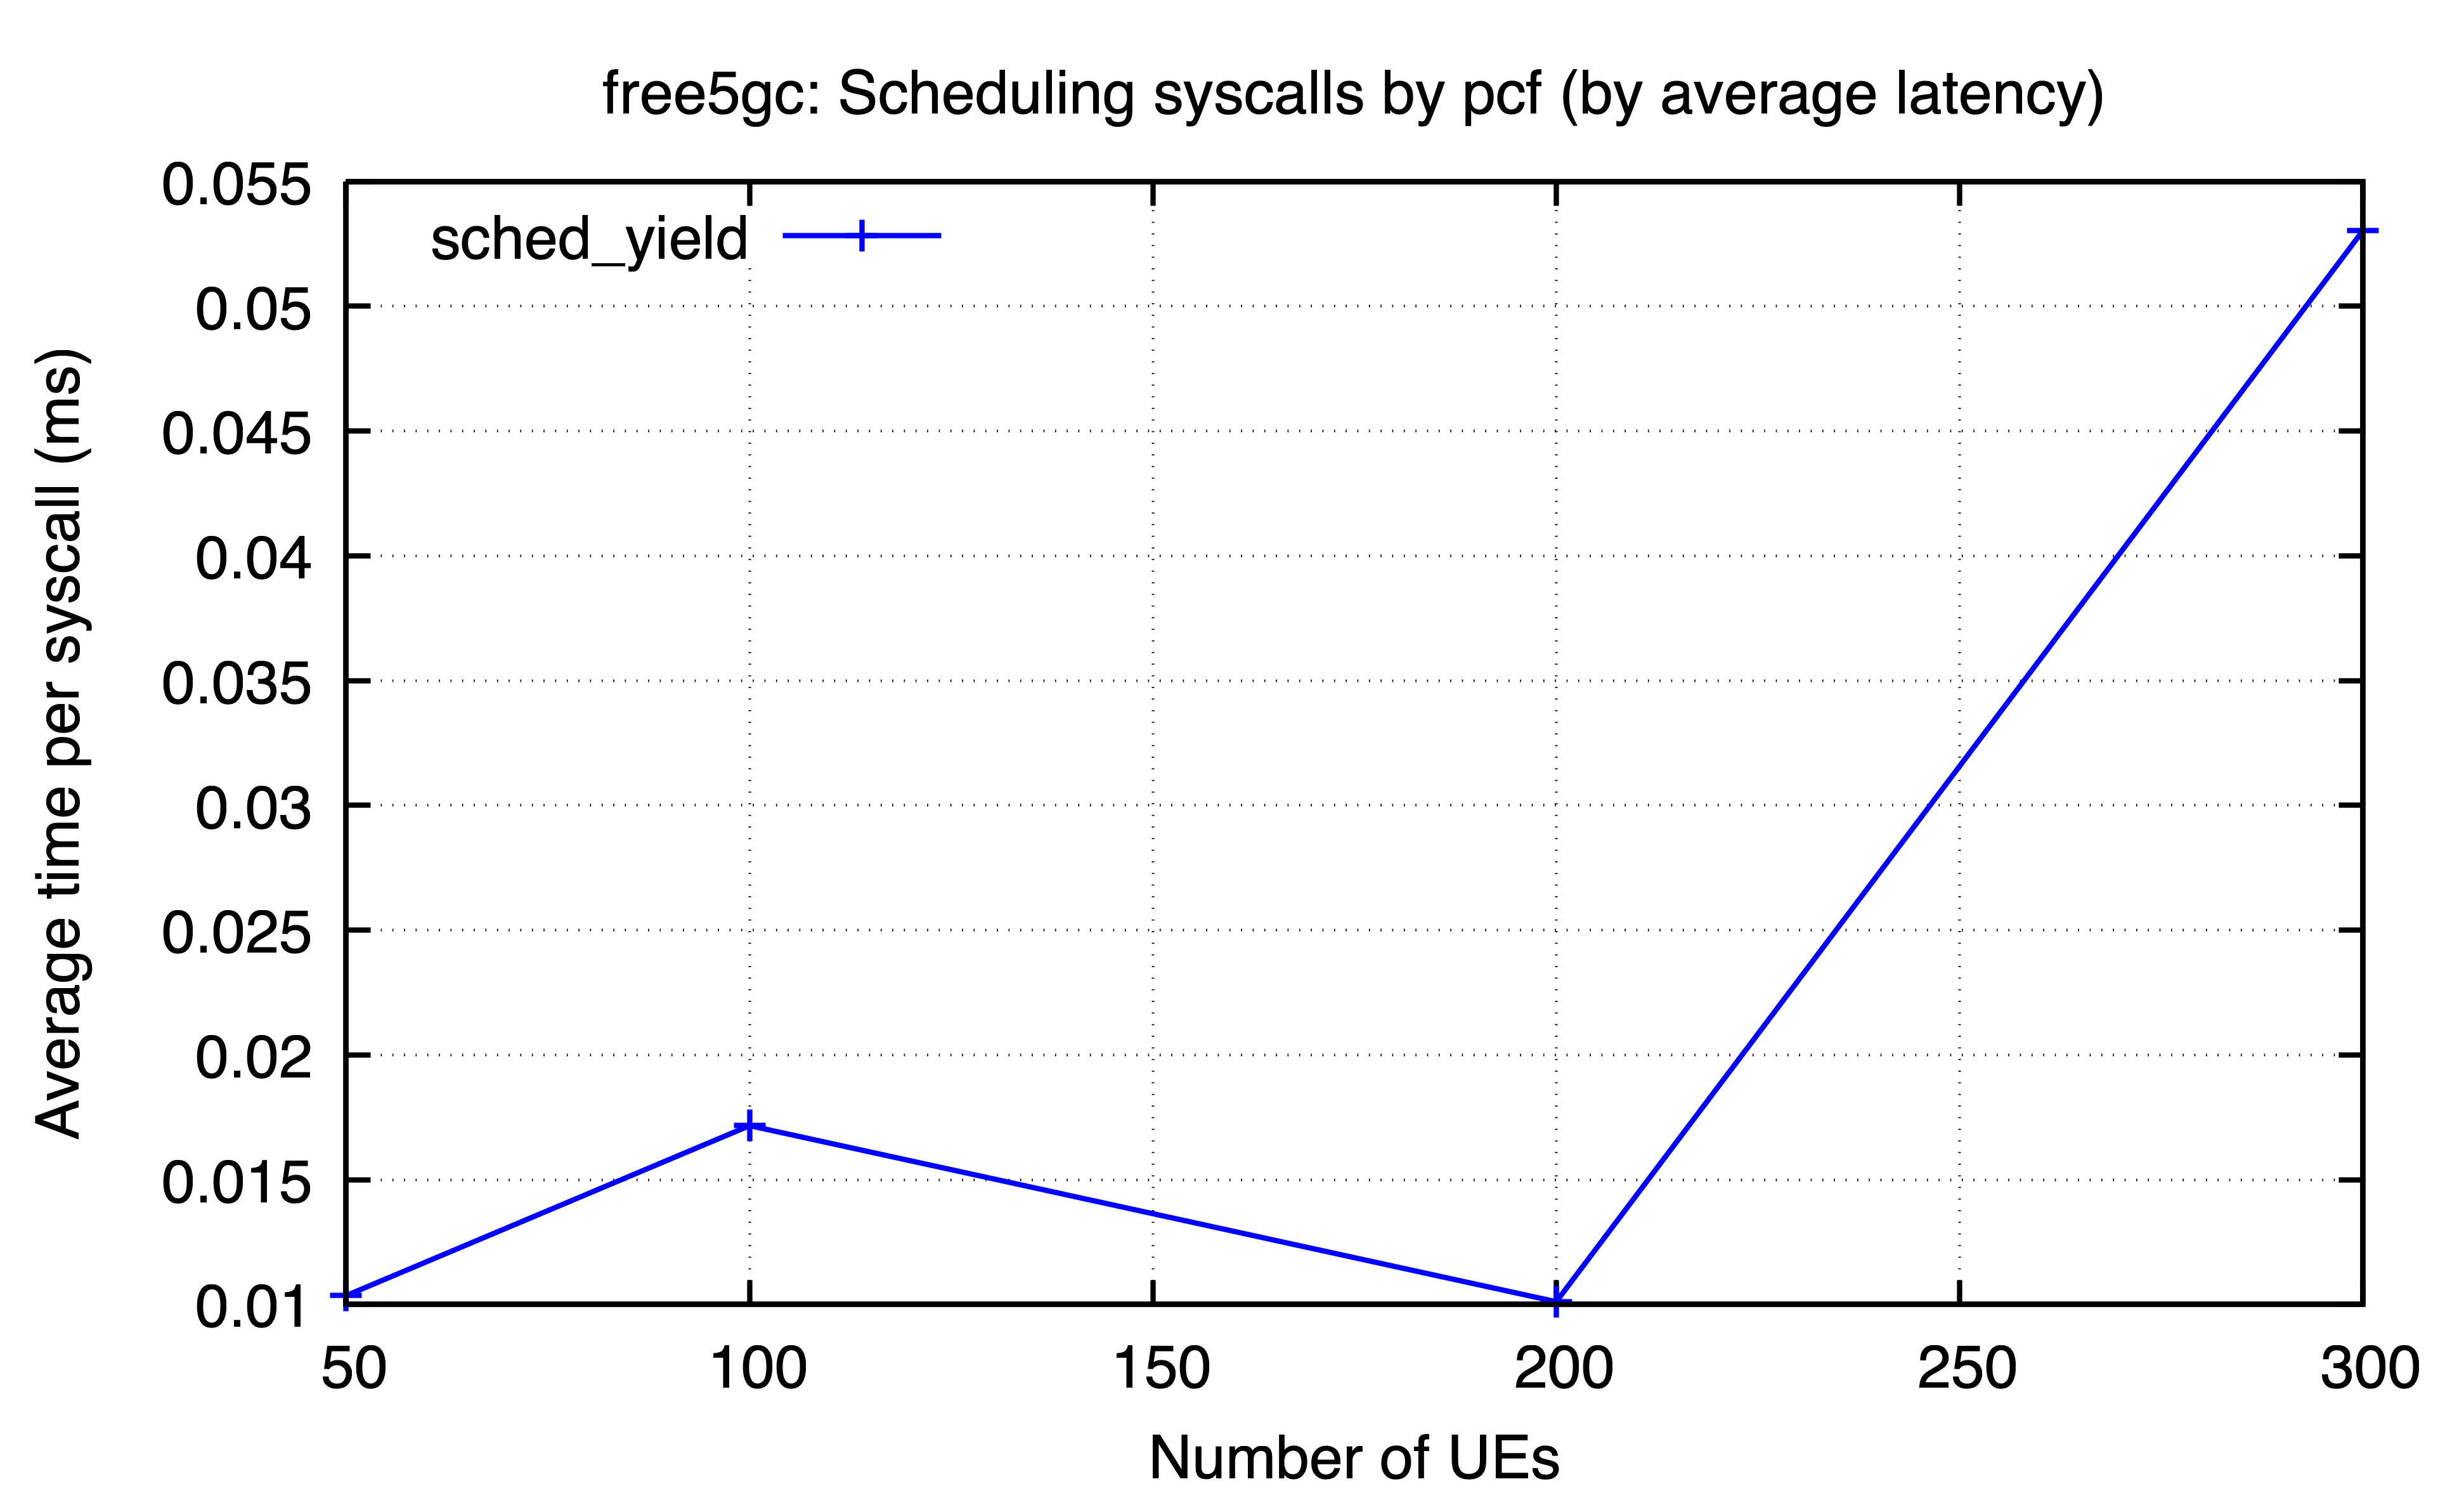 free5gc: Scheduling syscalls by pcf (by average latency)
0.055
sched_yield
0.05
0.045
0.04
0.035
0.03
0.025
0.02
0.015
0.01
Average time per syscall (ms)
50 100 150 200 250 300
Number of UEs